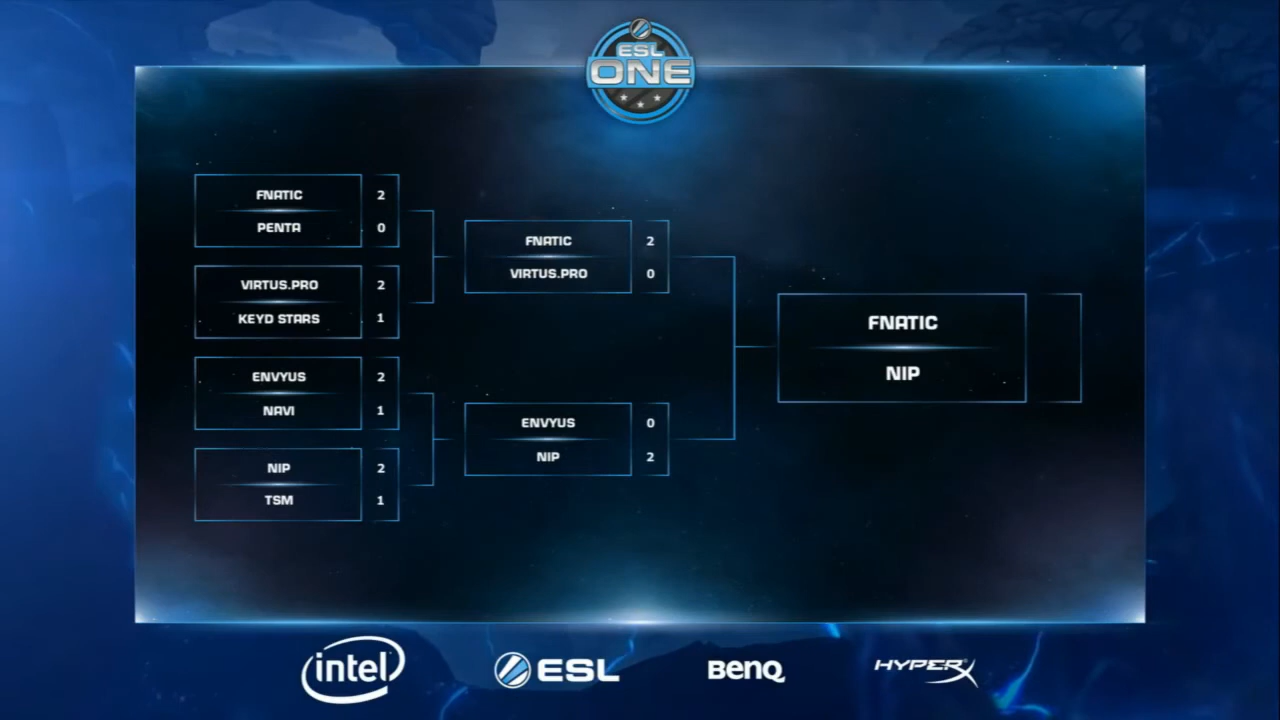 ESL
ONE
FNATIC 2
PENTA 0
VIRTUS.PRO 2
KEYD STARS 1
ENVYUS 2
NAVI 1
NIP 2
TSM 1
FNATIC 2
VIRTUS.PRO 0
ENVYUS 0
NIP 2
FNATIC
NIP
intel ESL BenQ HYPERX